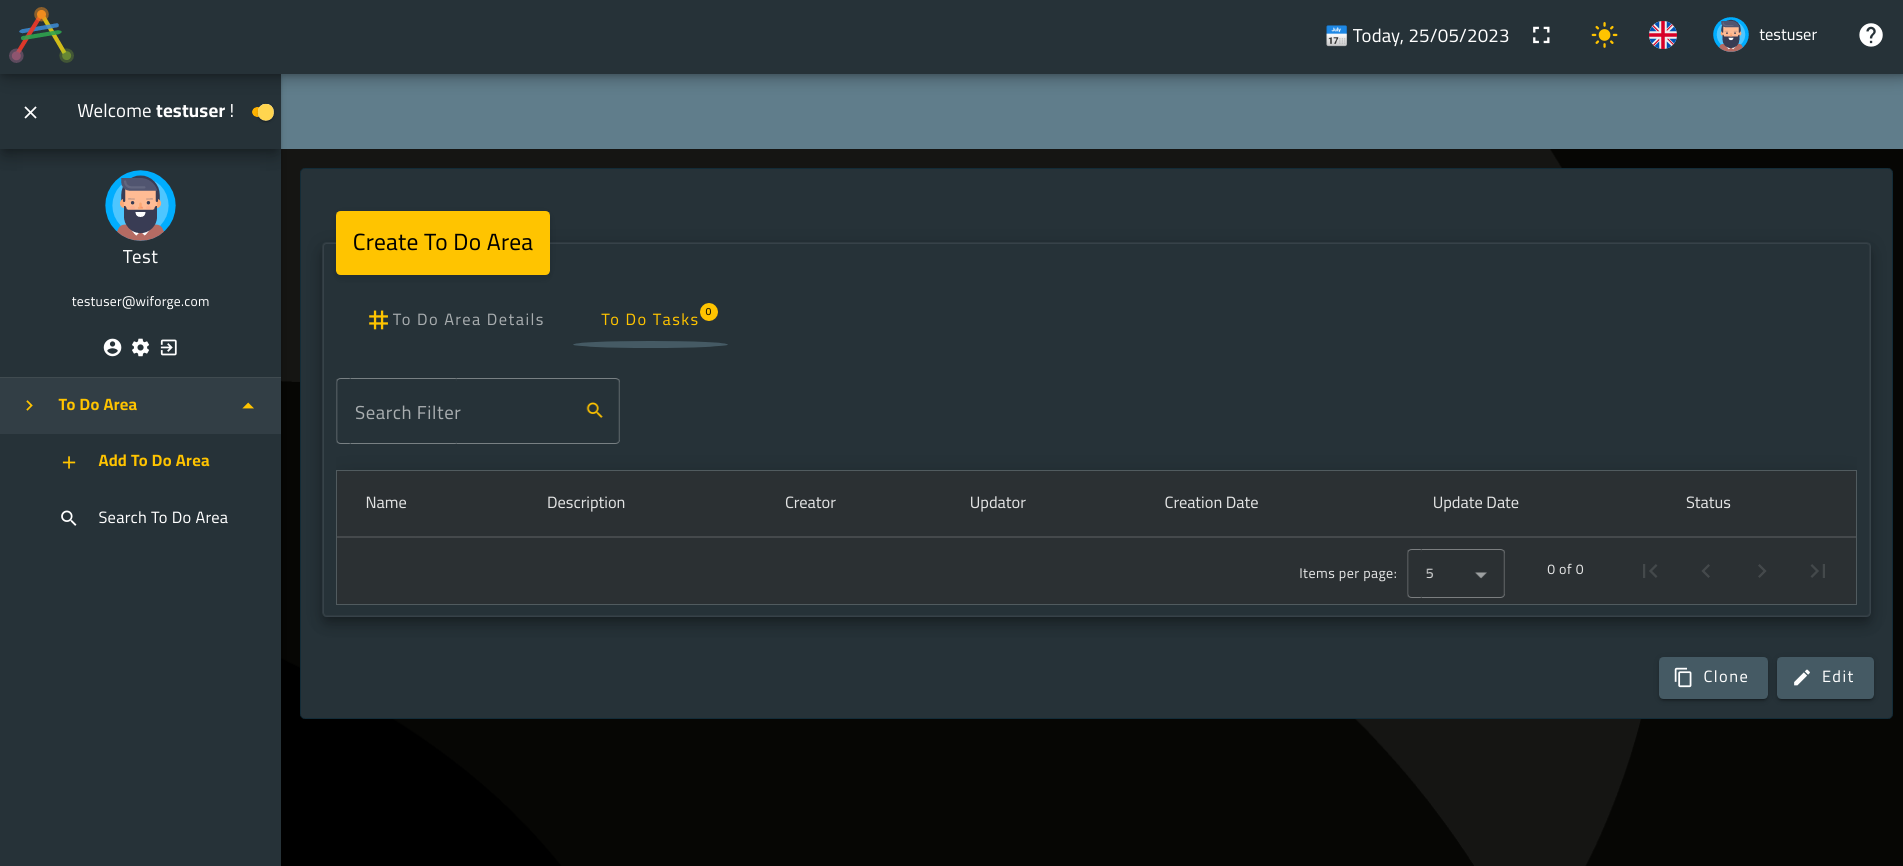 Today, 25/05/2023
testuser
Welcome testuser !
Test
testuser@wiforge.com
To Do Area
Add To Do Area
Search To Do Area
Create To Do Area
To Do Area Details
To Do Tasks 0
Search Filter
Name Description Creator Updator Creation Date Update Date Status
Items per page: 5 0 of 0
Clone Edit